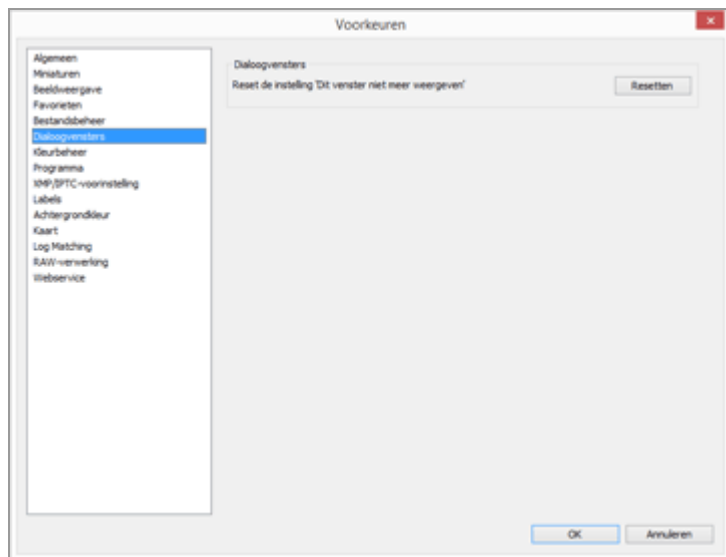 Voorkeuren
Algemeen
Miniaturen
Beeldweergave
Favorieten
Bestandsbeheer
Dialoogvensters
Kleurbeheer
Programma
XMP/IPTC-voorinstelling
Labels
Achtergrondkleur
Kaart
Log Matching
RAW-verwerking
Webservice
Dialoogvensters
Reset de instelling 'Dit venster niet meer weergeven'
Resetten
OK
Annuleren